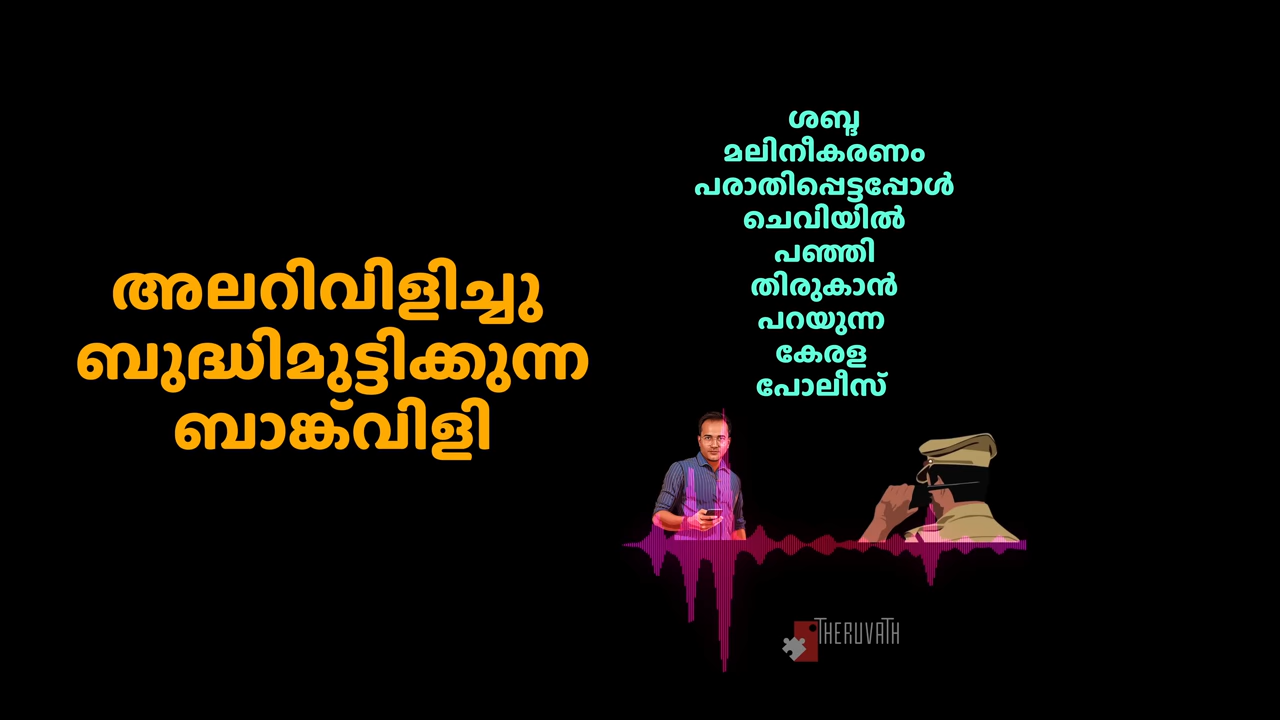 അലറിവിളിച്ചു
ബുദ്ധിമുട്ടിക്കുന്ന
ബാങ്ക്‌വിളി
ശബ്ദ
മലിനീകരണം
പരാതിപ്പെട്ടപ്പോൾ
ചെവിയിൽ
പഞ്ഞി
തിരുകാൻ
പറയുന്ന
കേരള
പോലീസ്
THERUVATH